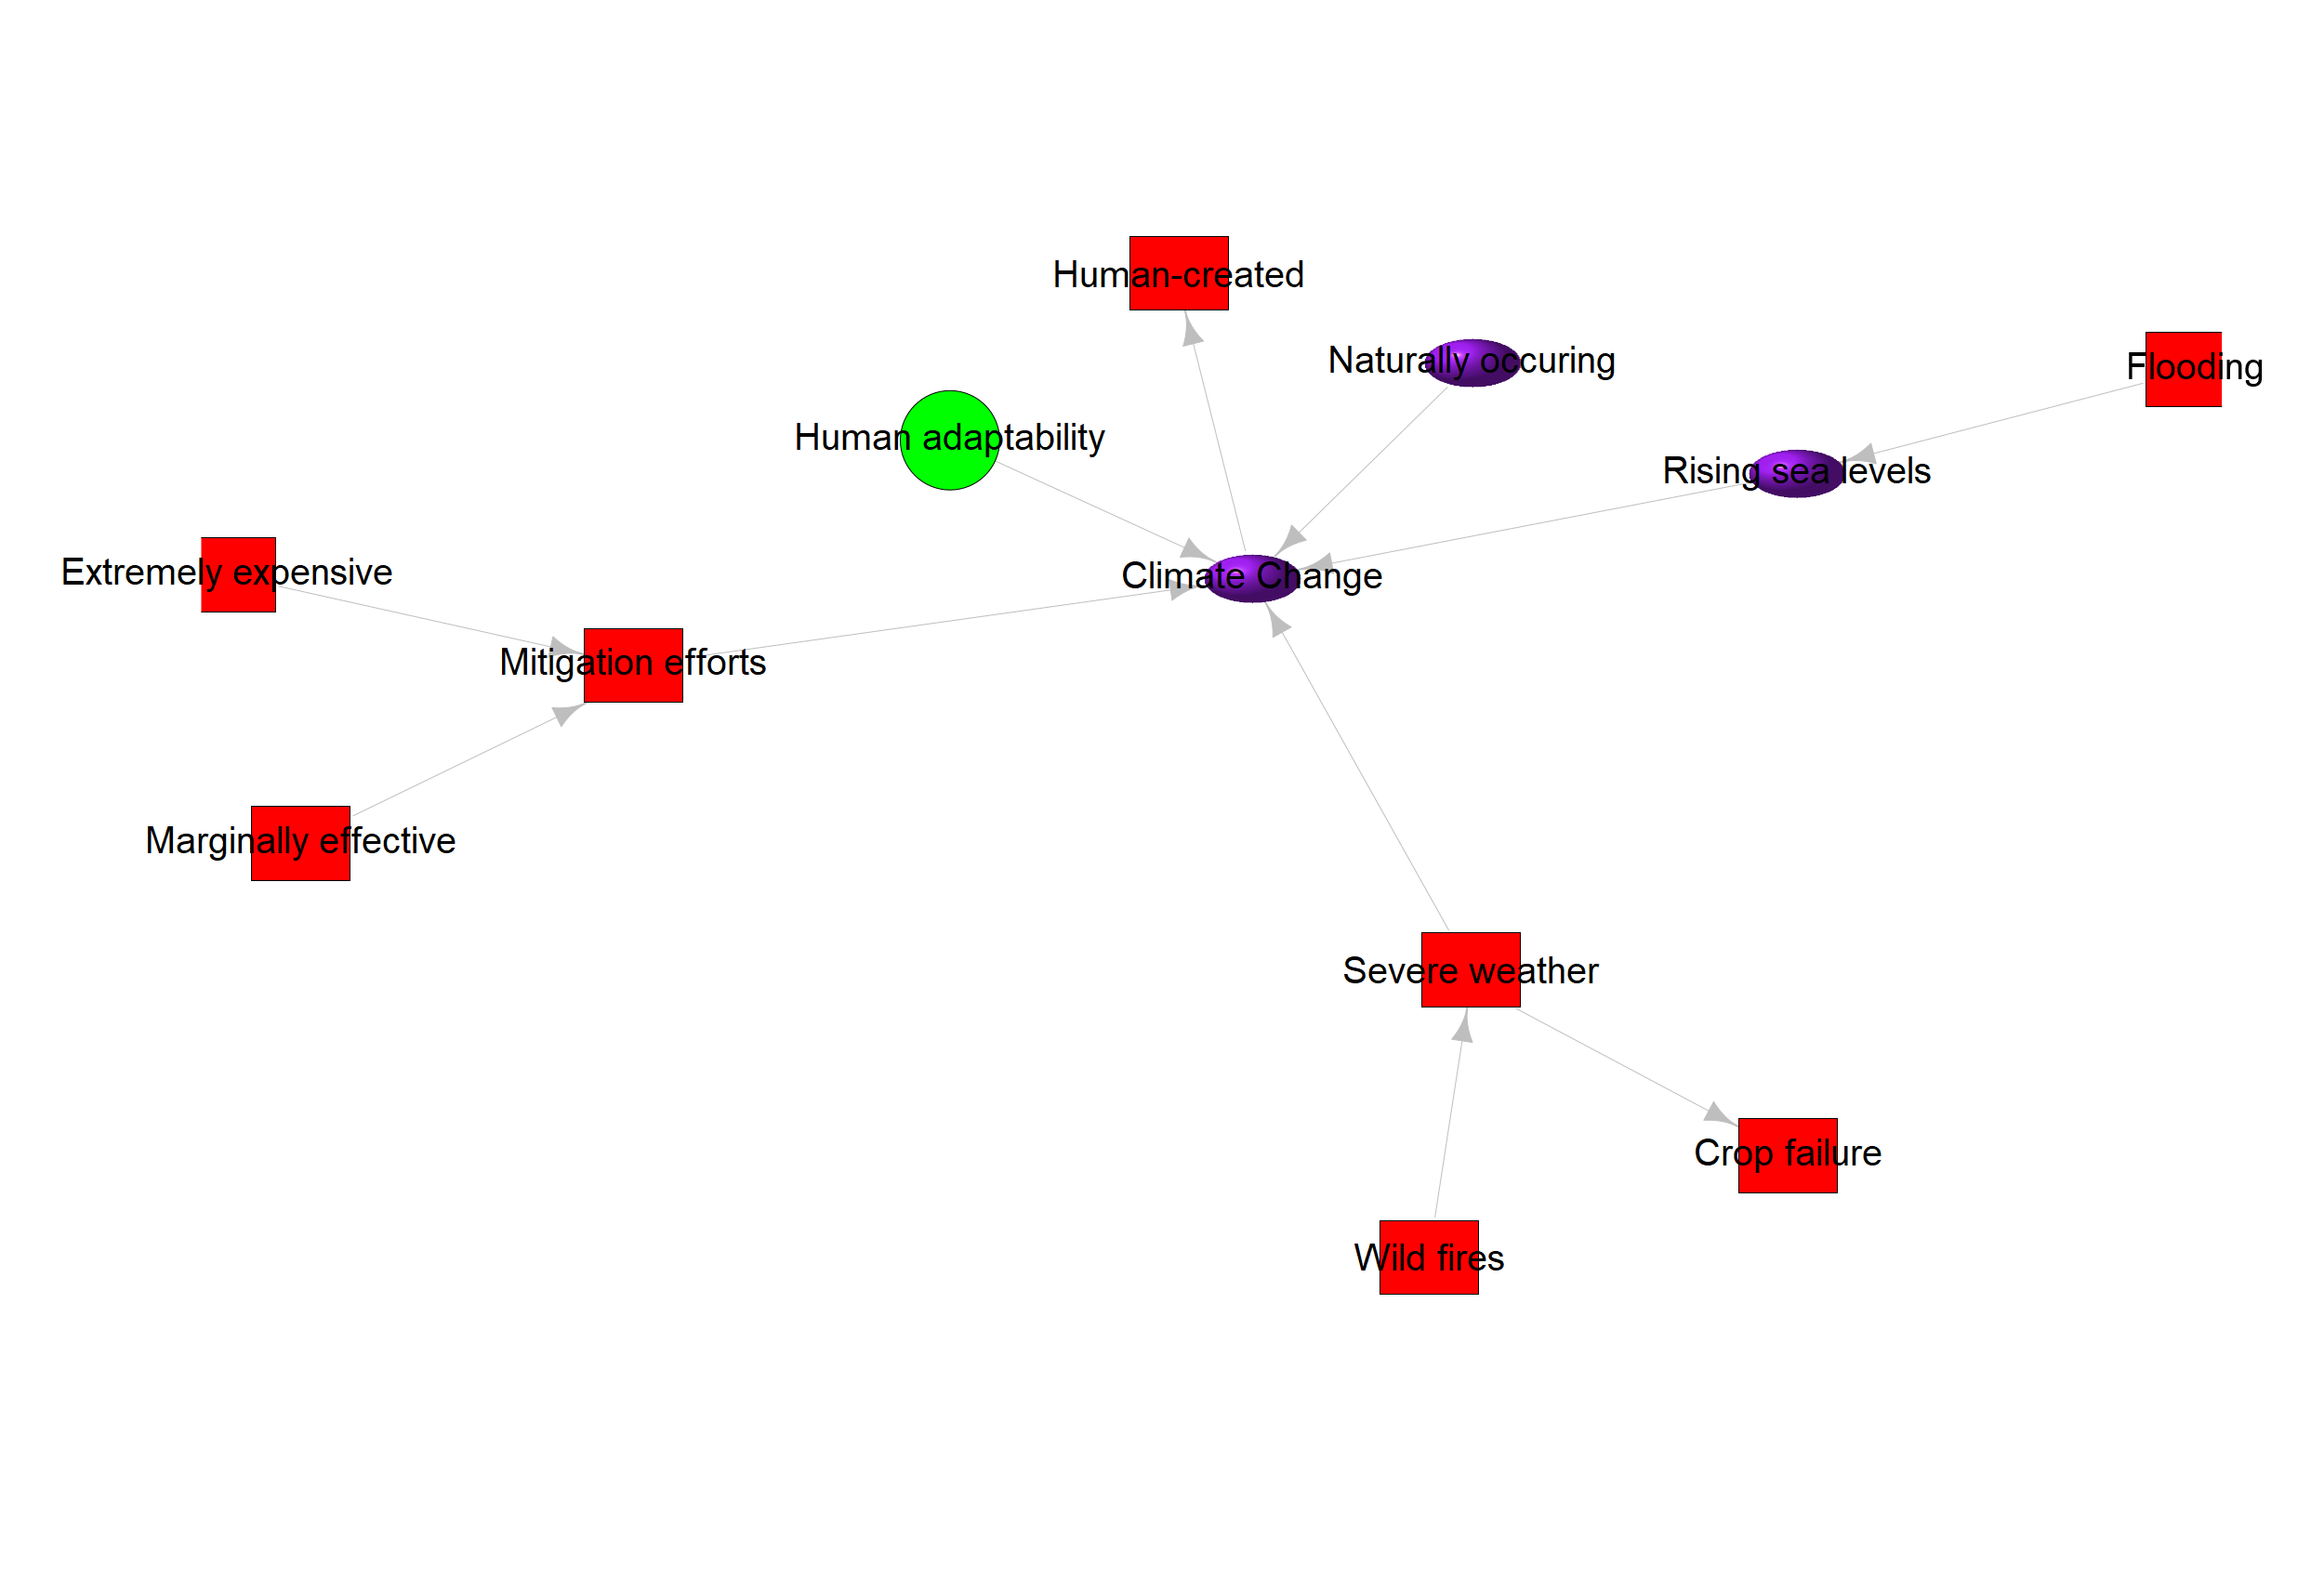 Human-created
Naturally occuring
Flooding
Human adaptability
Rising sea levels
Extremely expensive
Climate Change
Mitigation efforts
Marginally effective
Severe weather
Crop failure
Wild fires